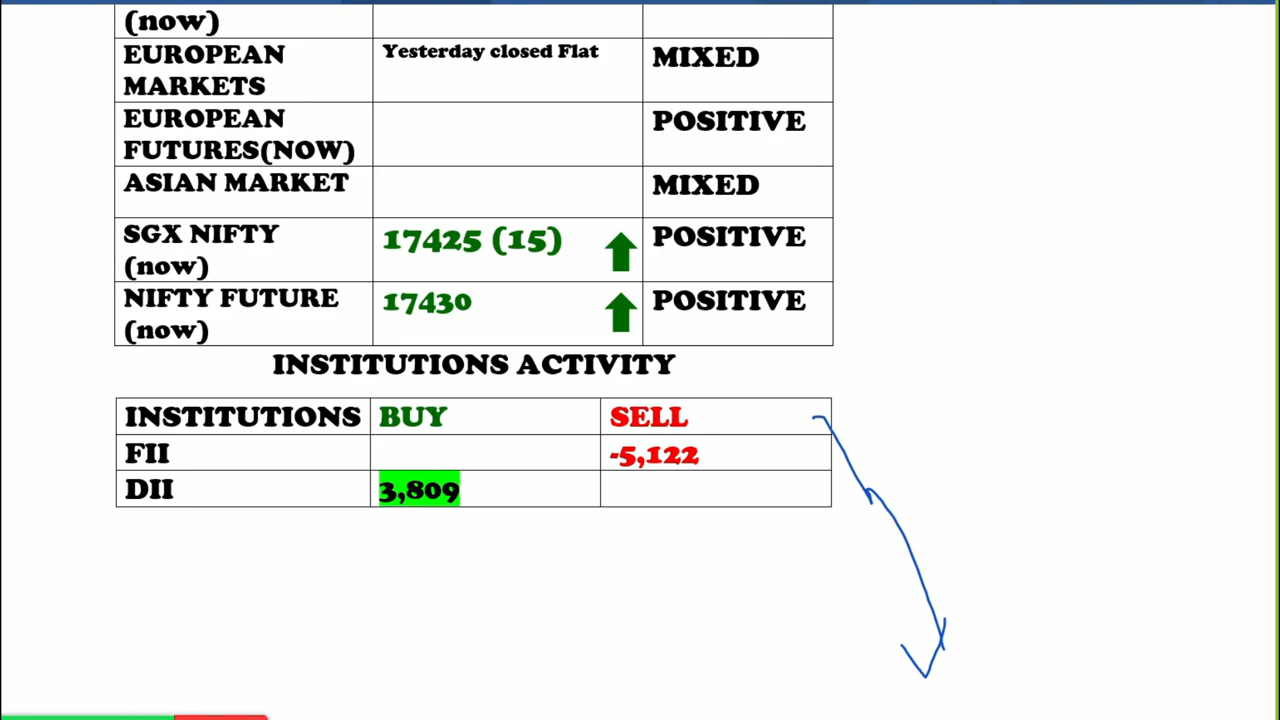 (now)
EUROPEAN MARKETS Yesterday closed Flat MIXED
EUROPEAN FUTURES(NOW) POSITIVE
ASIAN MARKET MIXED
SGX NIFTY (now) 17425 (15) POSITIVE
NIFTY FUTURE (now) 17430 POSITIVE
INSTITUTIONS ACTIVITY
INSTITUTIONS BUY SELL
FII -5,122
DII 3,809